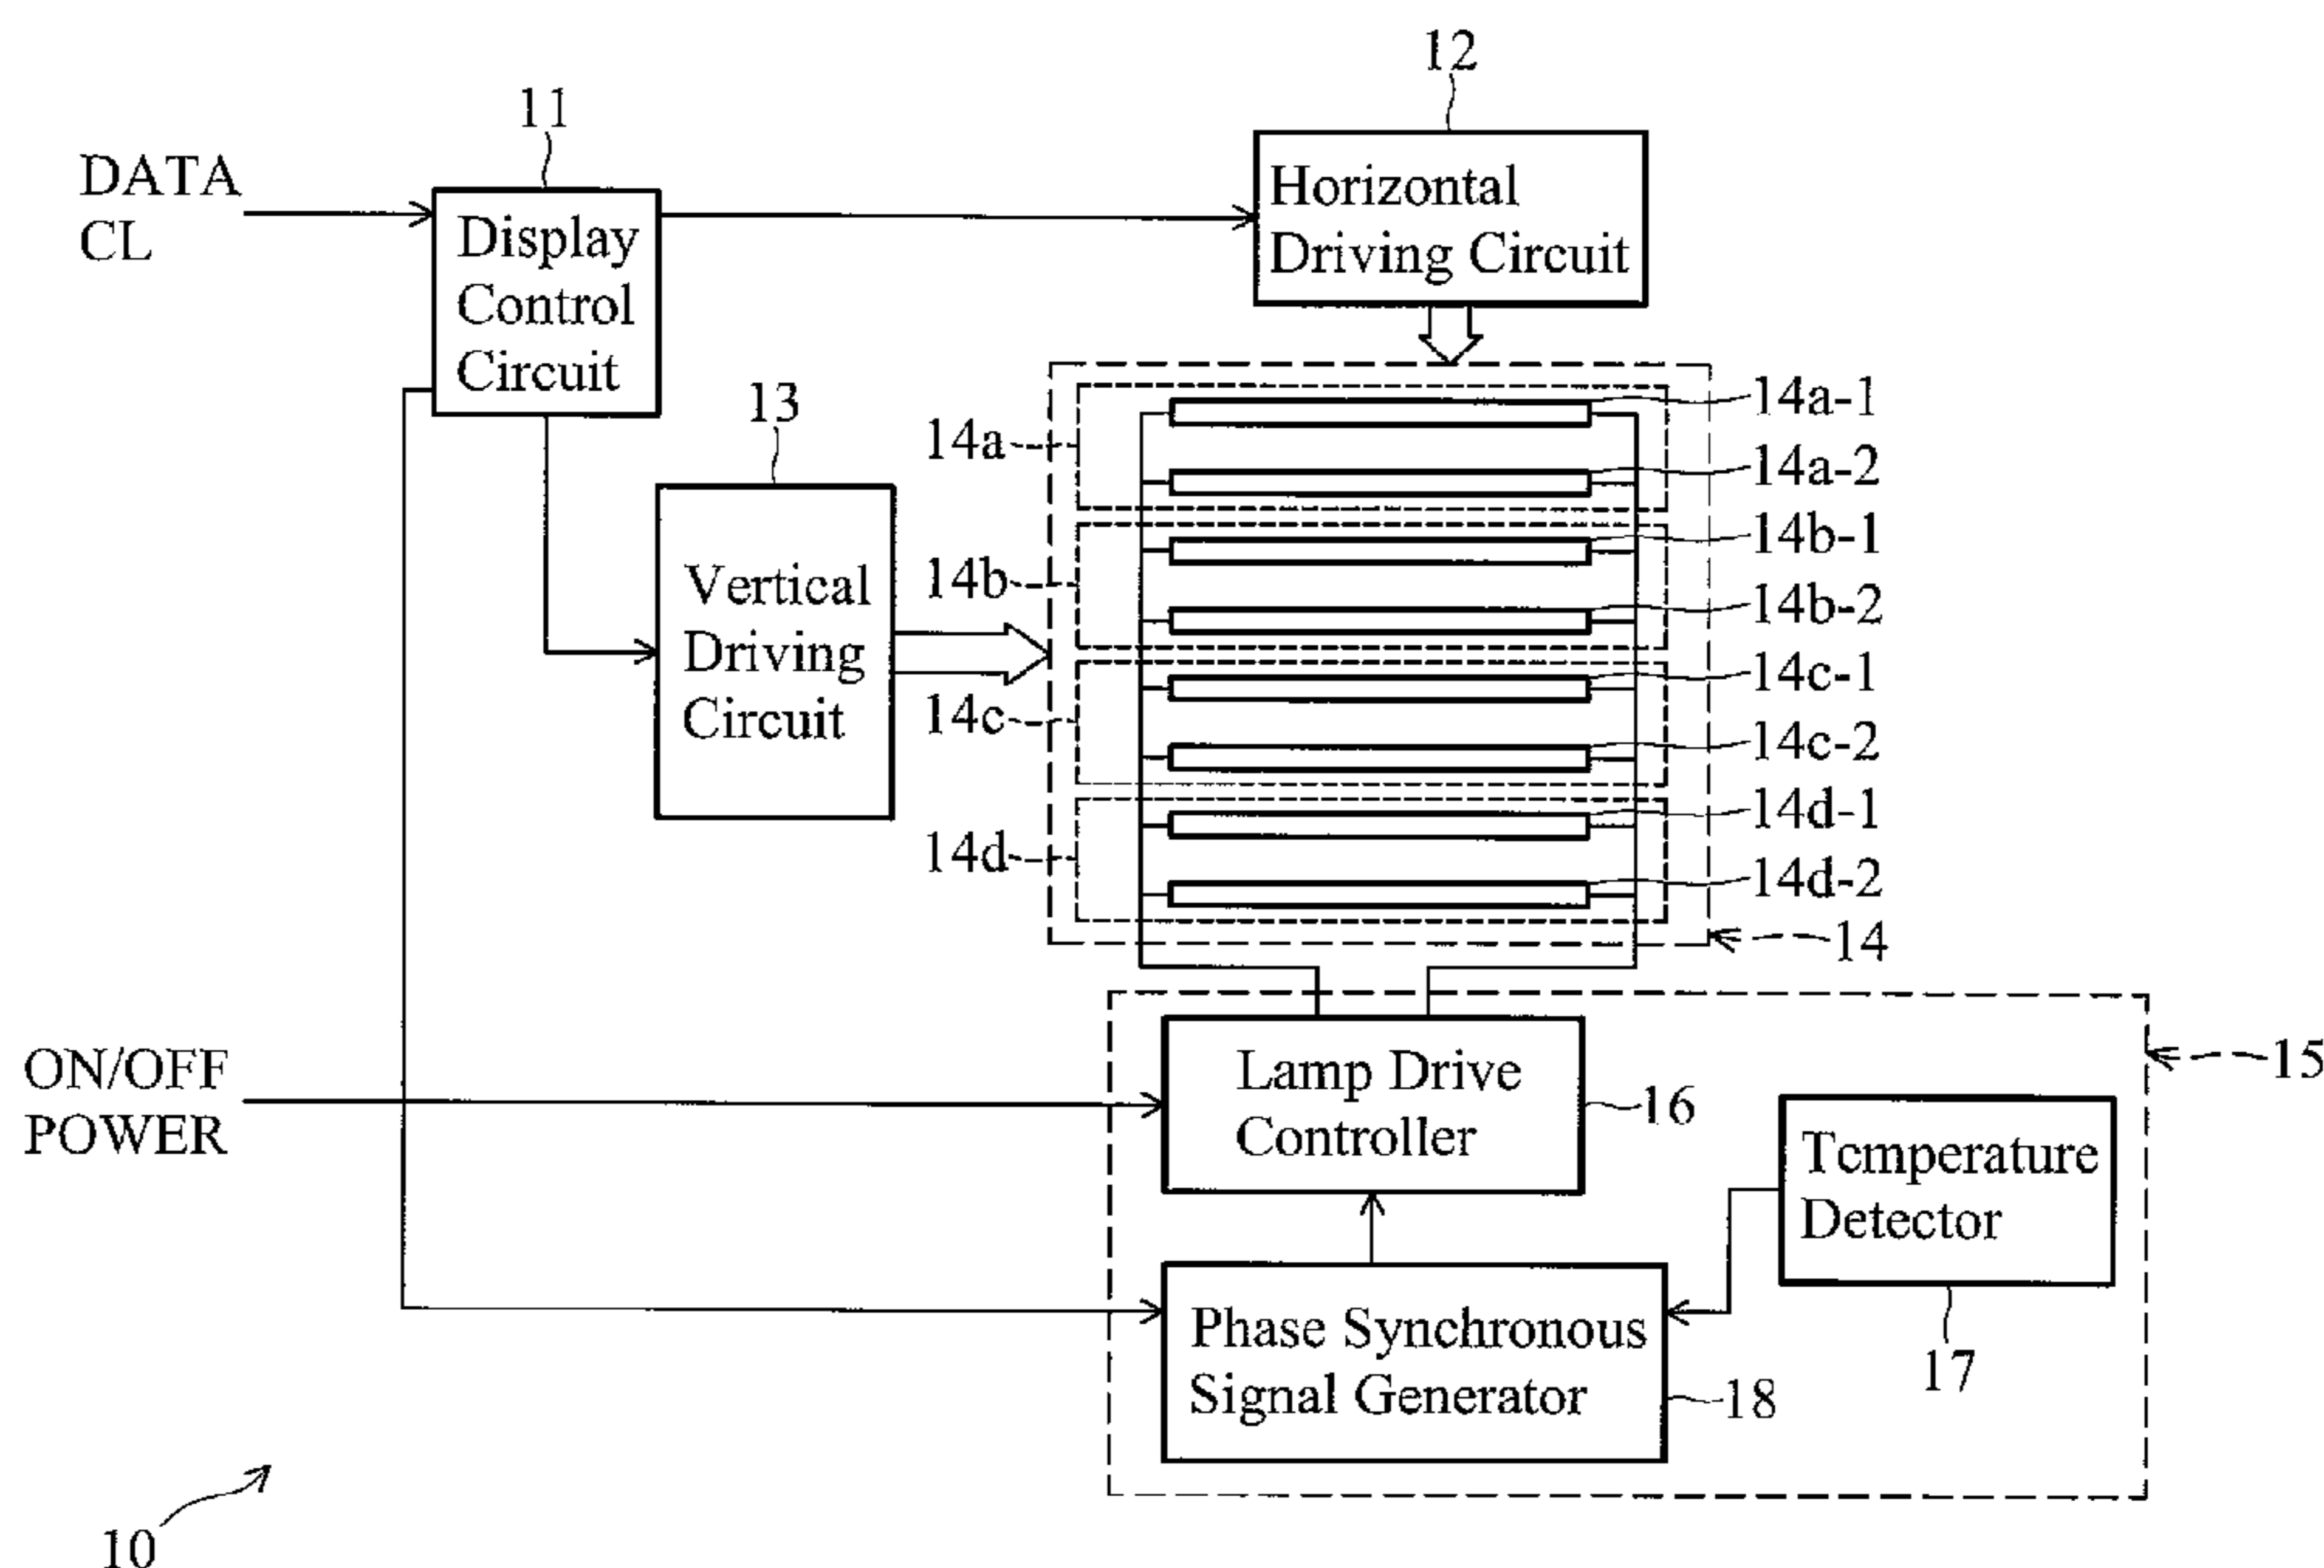 12
11
DATA
CL
Display
Control
Circuit
Horizontal
Driving Circuit
13
Vertical
Driving
Circuit
14a
14b
14c
14d
14a-1
14a-2
14b-1
14b-2
14c-1
14c-2
14d-1
14d-2
14
ON/OFF
POWER
Lamp Drive
Controller
16
15
Temperature
Detector
17
Phase Synchronous
Signal Generator
18
10